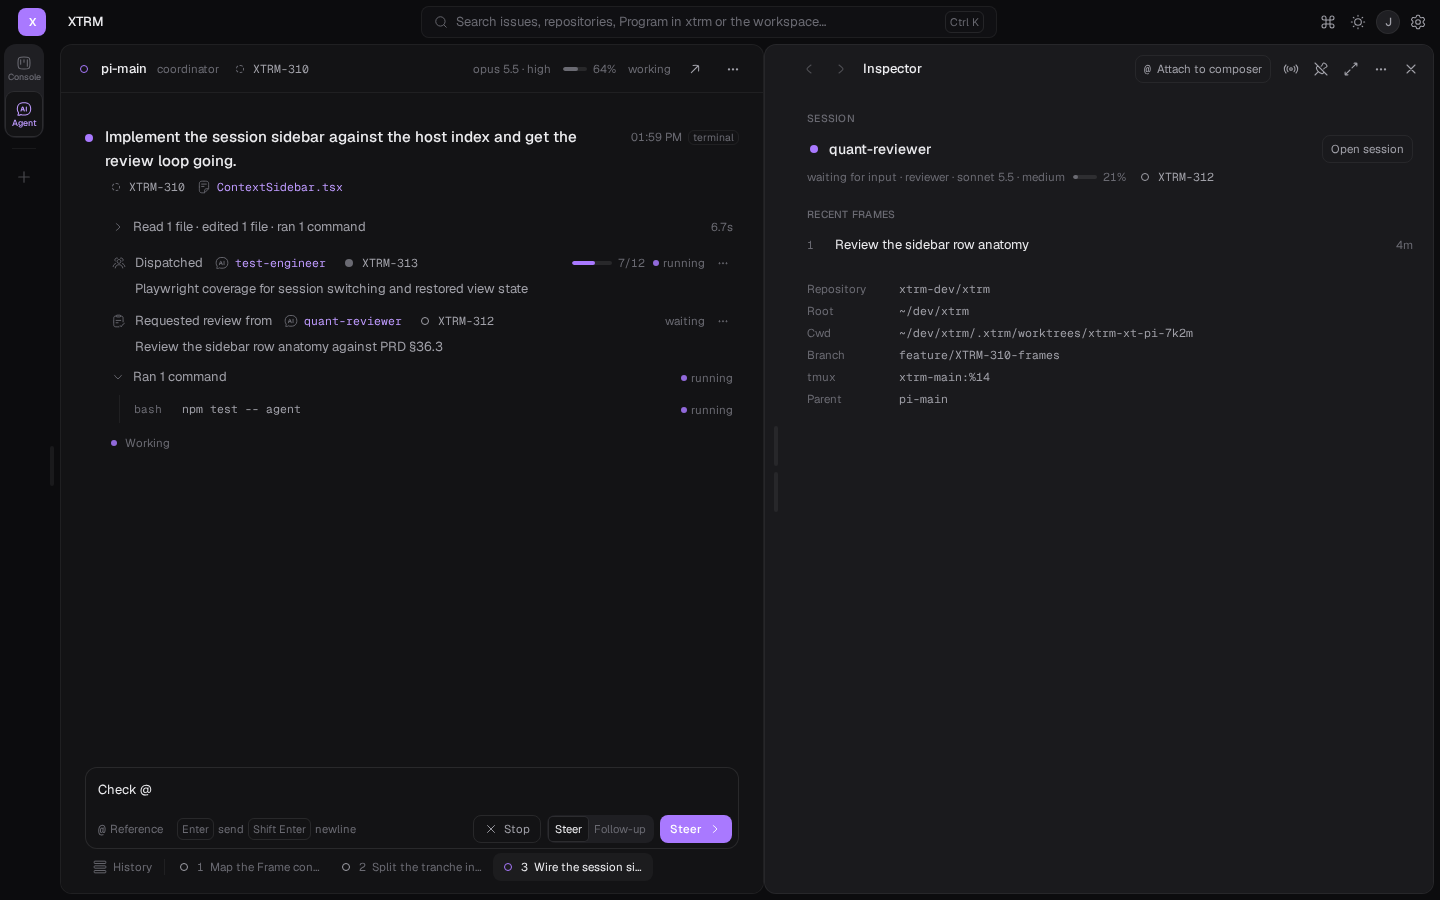 X
XTRM
Search issues, repositories, Program in xtrm or the workspace...
Ctrl K
J
Console
AI
Agent
pi-main coordinator XTRM-310 opus 5.5 · high 64% working
Implement the session sidebar against the host index and get the
review loop going.
01:59 PM terminal
XTRM-310 ContextSidebar.tsx
Read 1 file · edited 1 file · ran 1 command 6.7s
Dispatched AI test-engineer XTRM-313 7/12 running
Playwright coverage for session switching and restored view state
Requested review from AI quant-reviewer XTRM-312 waiting
Review the sidebar row anatomy against PRD §36.3
Ran 1 command running
bash npm test -- agent running
Working
Check @
@ Reference Enter send Shift Enter newline Stop Steer Follow-up Steer
History 1 Map the Frame con... 2 Split the tranche in... 3 Wire the session si...
Inspector @ Attach to composer
SESSION
quant-reviewer Open session
waiting for input · reviewer · sonnet 5.5 · medium 21% XTRM-312
RECENT FRAMES
1 Review the sidebar row anatomy 4m
Repository xtrm-dev/xtrm
Root ~/dev/xtrm
Cwd ~/dev/xtrm/.xtrm/worktrees/xtrm-xt-pi-7k2m
Branch feature/XTRM-310-frames
tmux xtrm-main:%14
Parent pi-main